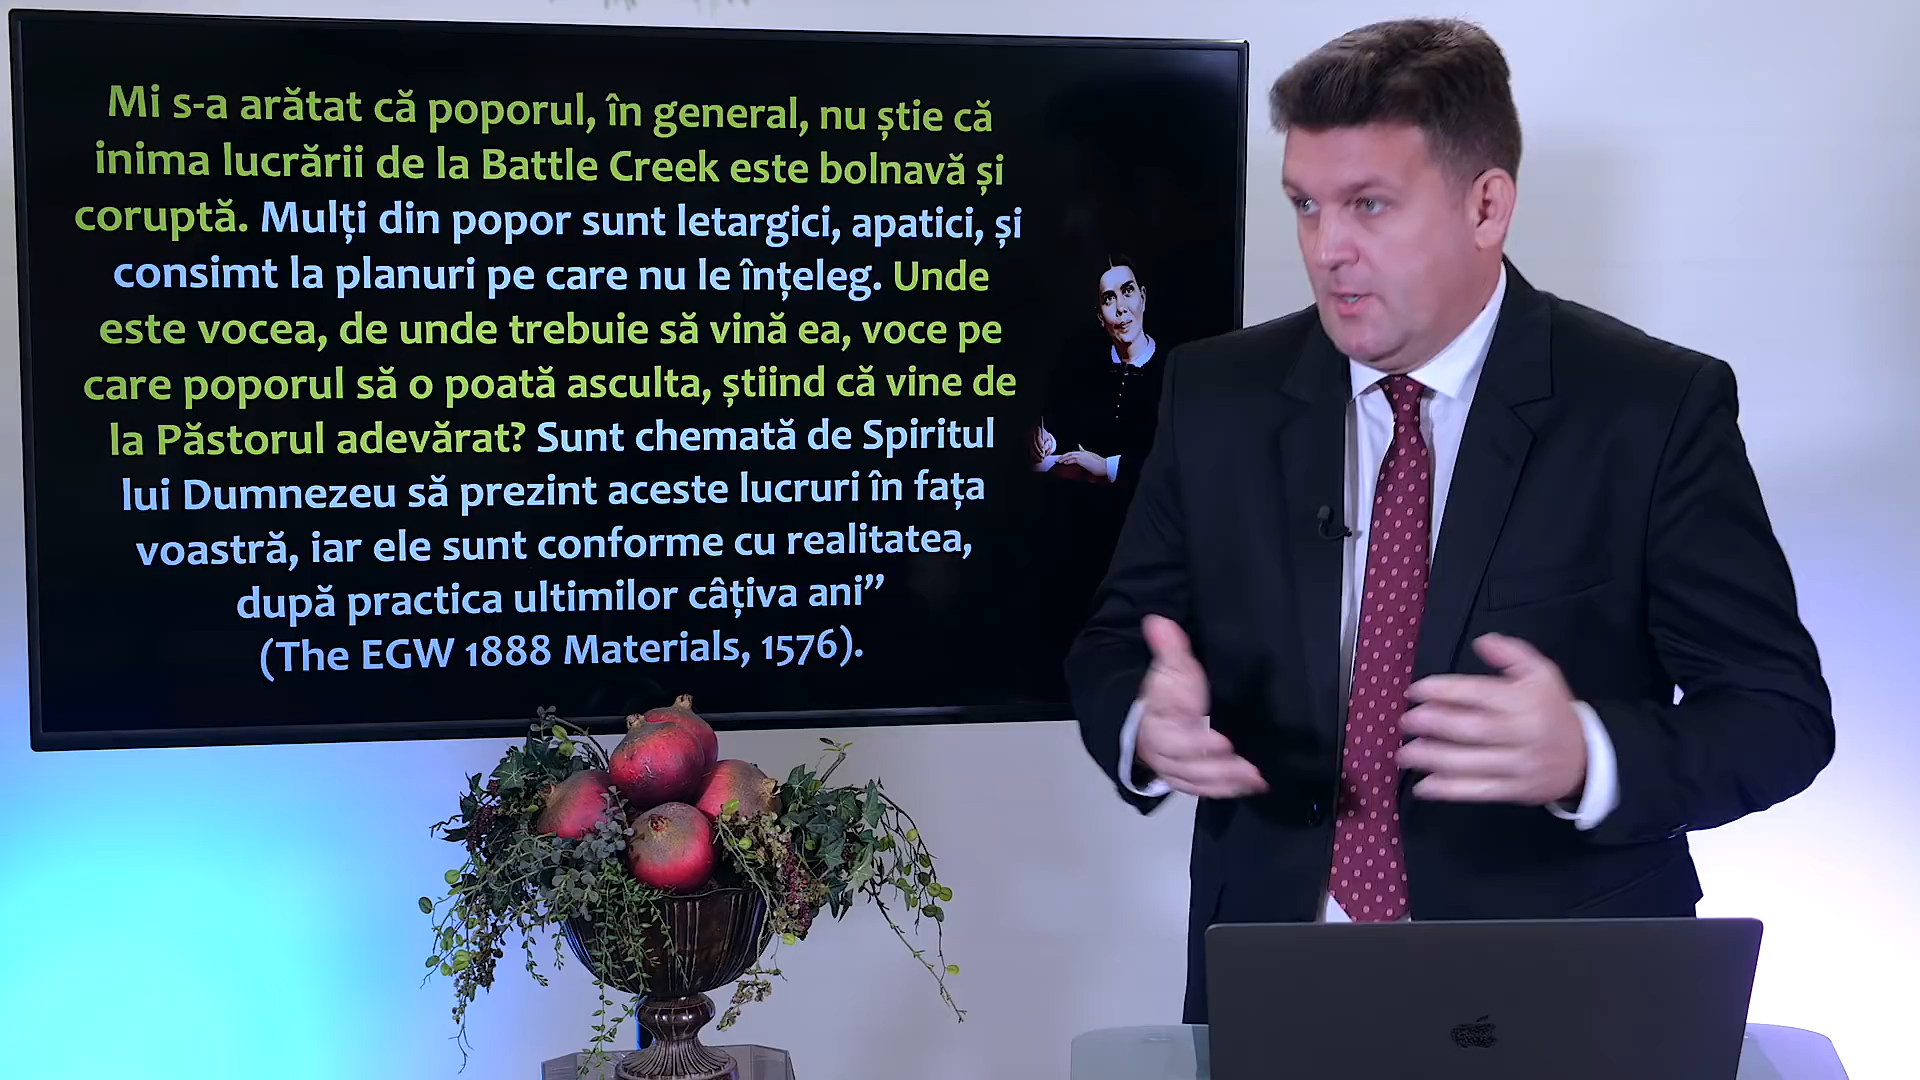 Mi s-a arătat că poporul, în general, nu știe că
inima lucrării de la Battle Creek este bolnavă și
coruptă. Mulți din popor sunt letargici, apatici, și
consimt la planuri pe care nu le înțeleg. Unde
este vocea, de unde trebuie să vină ea, voce pe
care poporul să o poată asculta, știind că vine de
la Păstorul adevărat? Sunt chemată de Spiritul
lui Dumnezeu să prezint aceste lucruri în fața
voastră, iar ele sunt conforme cu realitatea,
după practica ultimilor câțiva ani”
(The EGW 1888 Materials, 1576).